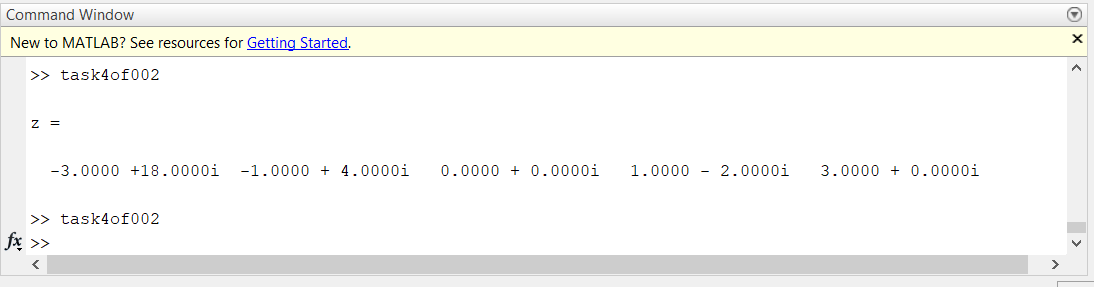 Command Window
New to MATLAB? See resources for Getting Started.
>> task4of002
z =
-3.0000 +18.0000i  -1.0000 + 4.0000i   0.0000 + 0.0000i   1.0000 - 2.0000i   3.0000 + 0.0000i
>> task4of002
fx >>